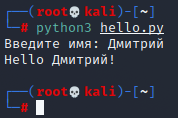 ┌──(root💀kali)-[~]
└─# python3 hello.py
Введите имя: Дмитрий
Hello Дмитрий!

┌──(root💀kali)-[~]
└─#